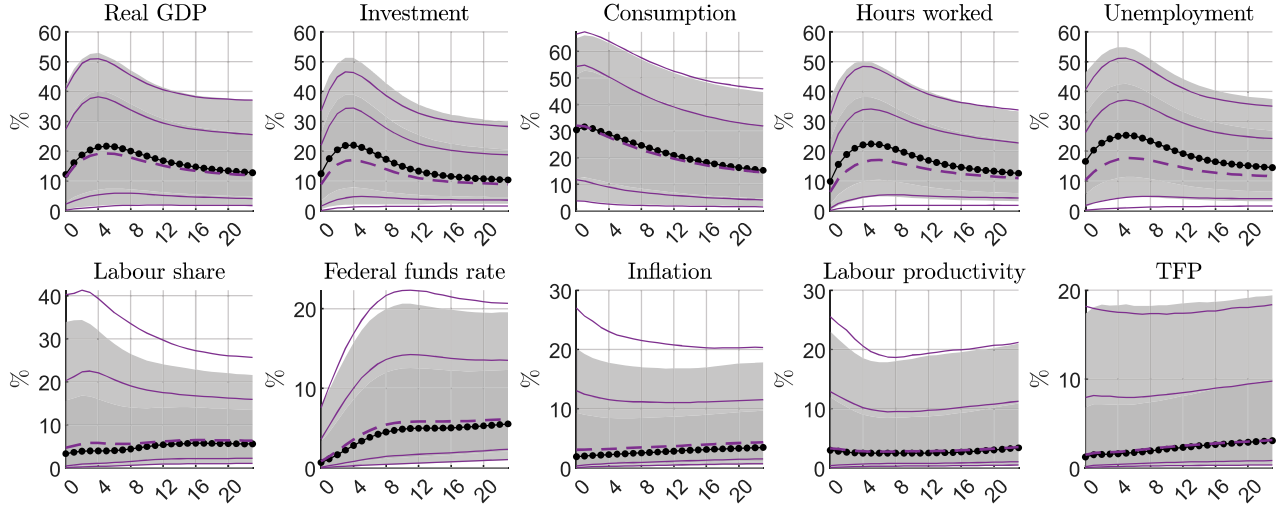 Real GDP
Investment
Consumption
Hours worked
Unemployment
60 50 40 30 20 10 0
%
0 4 8 12 16 20
60 50 40 30 20 10 0
%
0 4 8 12 16 20
60 50 40 30 20 10 0
%
0 4 8 12 16 20
60 50 40 30 20 10 0
%
0 4 8 12 16 20
60 50 40 30 20 10 0
%
0 4 8 12 16 20
Labour share
Federal funds rate
Inflation
Labour productivity
TFP
40 30 20 10 0
%
0 4 8 12 16 20
20 10 0
%
0 4 8 12 16 20
30 20 10 0
%
0 4 8 12 16 20
30 20 10 0
%
0 4 8 12 16 20
20 10 0
%
0 4 8 12 16 20